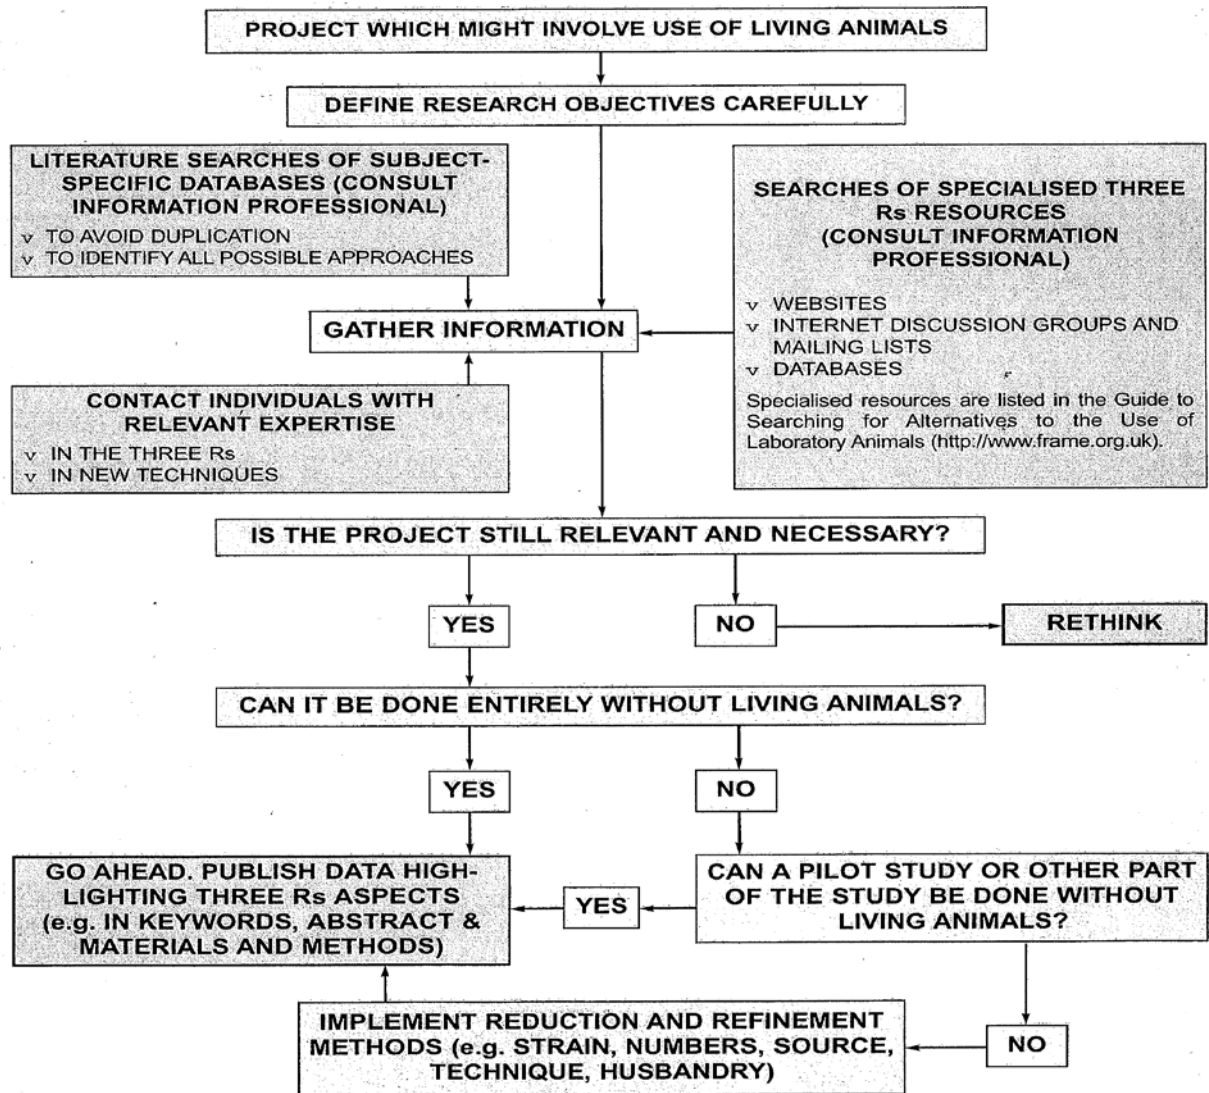 PROJECT WHICH MIGHT INVOLVE USE OF LIVING ANIMALS
DEFINE RESEARCH OBJECTIVES CAREFULLY
LITERATURE SEARCHES OF SUBJECT-
SPECIFIC DATABASES (CONSULT
INFORMATION PROFESSIONAL)
v TO AVOID DUPLICATION
v TO IDENTIFY ALL POSSIBLE APPROACHES
SEARCHES OF SPECIALISED THREE
Rs RESOURCES
(CONSULT INFORMATION
PROFESSIONAL)
v WEBSITES
v INTERNET DISCUSSION GROUPS AND
MAILING LISTS
v DATABASES
Specialised resources are listed in the Guide to
Searching for Alternatives to the Use of
Laboratory Animals (http://www.frame.org.uk).
GATHER INFORMATION
CONTACT INDIVIDUALS WITH
RELEVANT EXPERTISE
v IN THE THREE Rs
v IN NEW TECHNIQUES
IS THE PROJECT STILL RELEVANT AND NECESSARY?
YES
NO
RETHINK
CAN IT BE DONE ENTIRELY WITHOUT LIVING ANIMALS?
YES
NO
GO AHEAD. PUBLISH DATA HIGH-
LIGHTING THREE Rs ASPECTS
(e.g. IN KEYWORDS, ABSTRACT &
MATERIALS AND METHODS)
YES
CAN A PILOT STUDY OR OTHER PART
OF THE STUDY BE DONE WITHOUT
LIVING ANIMALS?
IMPLEMENT REDUCTION AND REFINEMENT
METHODS (e.g. STRAIN, NUMBERS, SOURCE,
TECHNIQUE, HUSBANDRY)
NO